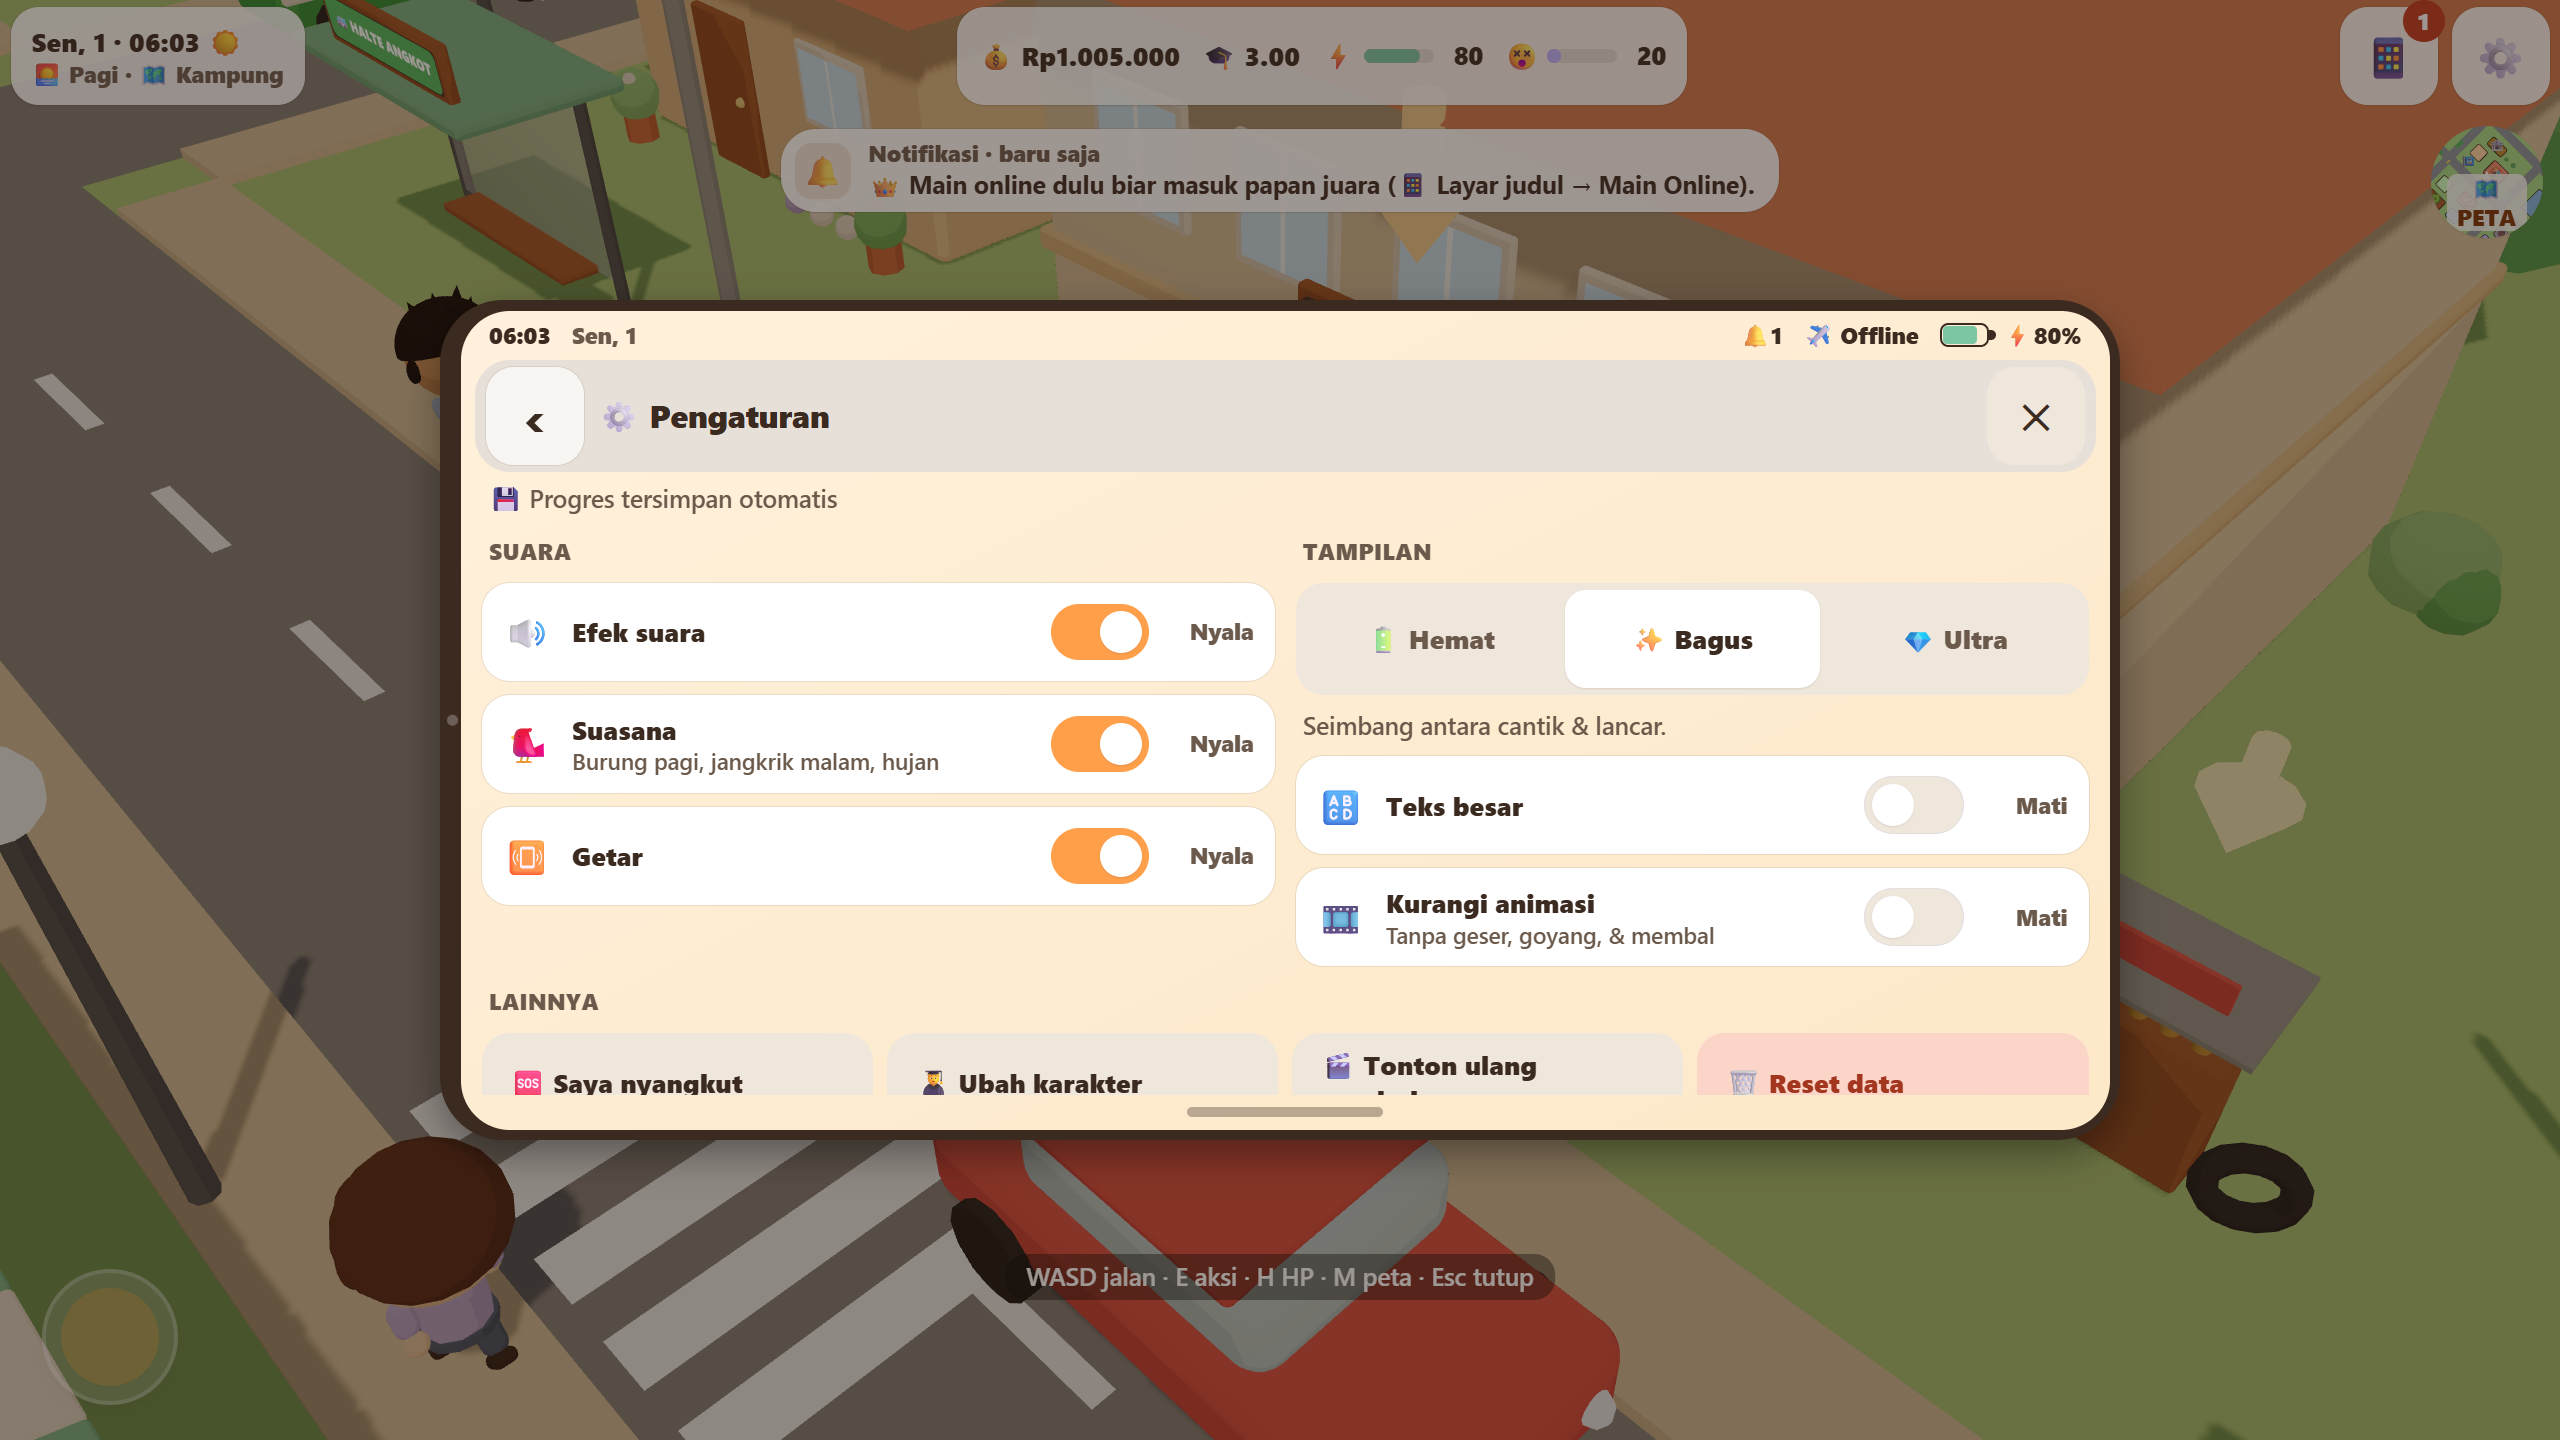 Sen, 1 · 06:03
Pagi · Kampung
HALTE ANGKOT
Rp1.005.000 3.00 80 20
1
Notifikasi · baru saja
Main online dulu biar masuk papan juara ( Layar judul → Main Online).
PETA
06:03 Sen, 1
1 Offline 80%
Pengaturan
Progres tersimpan otomatis
SUARA
Efek suara Nyala
Suasana
Burung pagi, jangkrik malam, hujan
Nyala
Getar Nyala
TAMPILAN
Hemat Bagus Ultra
Seimbang antara cantik & lancar.
ABCD
Teks besar Mati
Kurangi animasi
Tanpa geser, goyang, & membal
Mati
LAINNYA
SOS Saya nyangkut
Ubah karakter
Tonton ulang
Reset data
WASD jalan · E aksi · H HP · M peta · Esc tutup